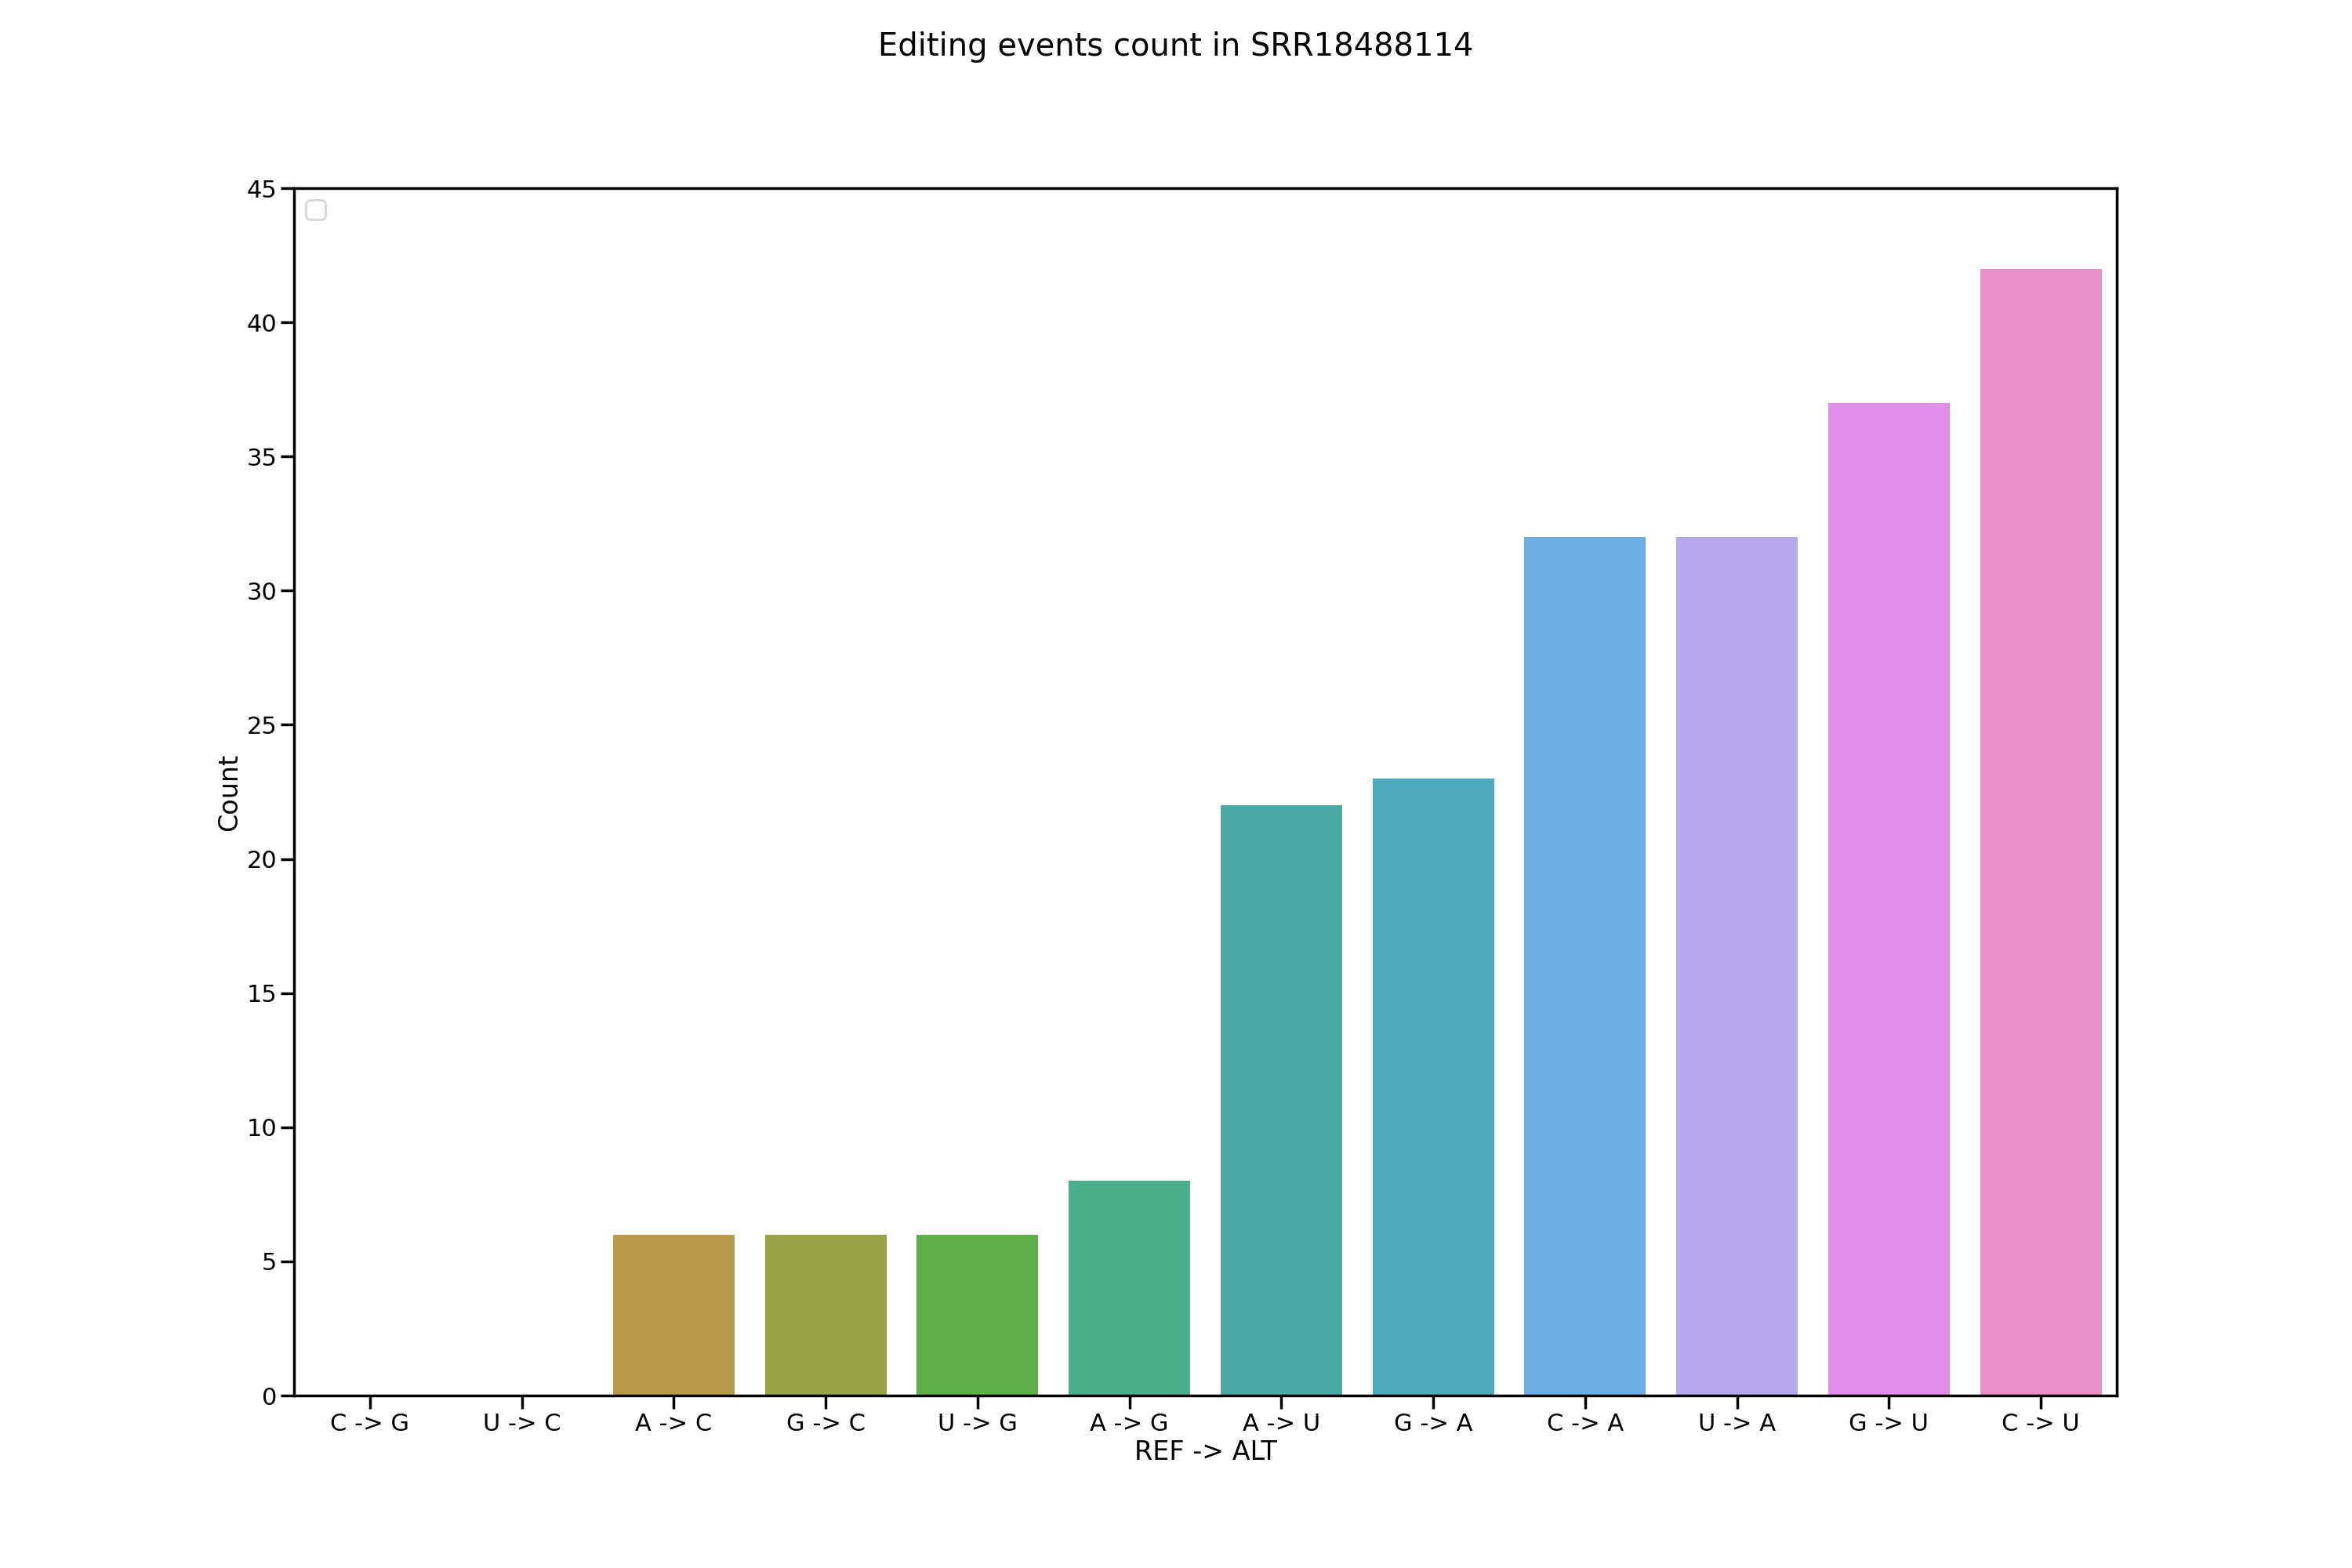 Editing events count in SRR18488114
45
40
35
30
25
20
15
10
5
0
Count
C -> G U -> C A -> C G -> C U -> G A -> G A -> U G -> A C -> A U -> A G -> U C -> U
REF -> ALT